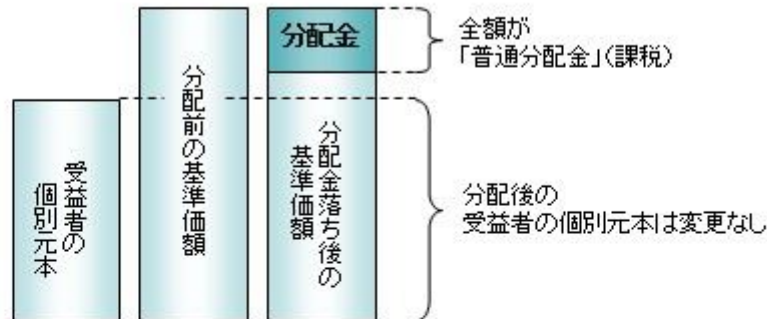 受益者の
個別元本
分配前の基準価額
分配金
分配金落ち後の
基準価額
全額が
「普通分配金」(課税)
分配後の
受益者の個別元本は変更なし